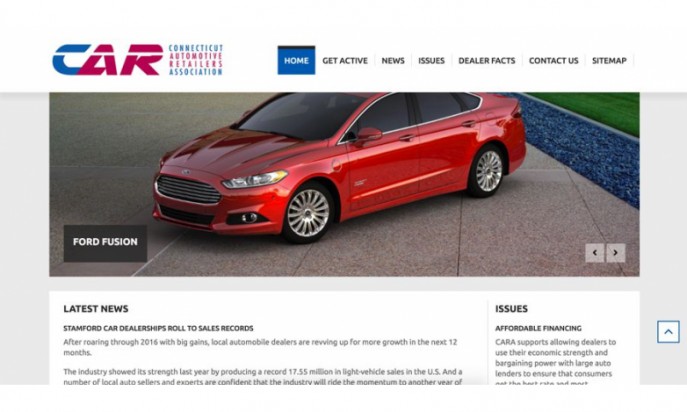 CAR CONNECTICUT
AUTOMOTIVE
RETAILERS
ASSOCIATION
HOME GET ACTIVE NEWS ISSUES DEALER FACTS CONTACT US SITEMAP
FORD FUSION
LATEST NEWS
STAMFORD CAR DEALERSHIPS ROLL TO SALES RECORDS
After roaring through 2016 with big gains, local automobile dealers are revving up for more growth in the next 12
months.
The industry showed its strength last year by producing a record 17.55 million in light-vehicle sales in the U.S. And a
number of local auto sellers and experts are confident that the industry will ride the momentum to another year of
ISSUES
AFFORDABLE FINANCING
CARA supports allowing dealers to
use their economic strength and
bargaining power with large auto
lenders to ensure that consumers
get the best rate and most